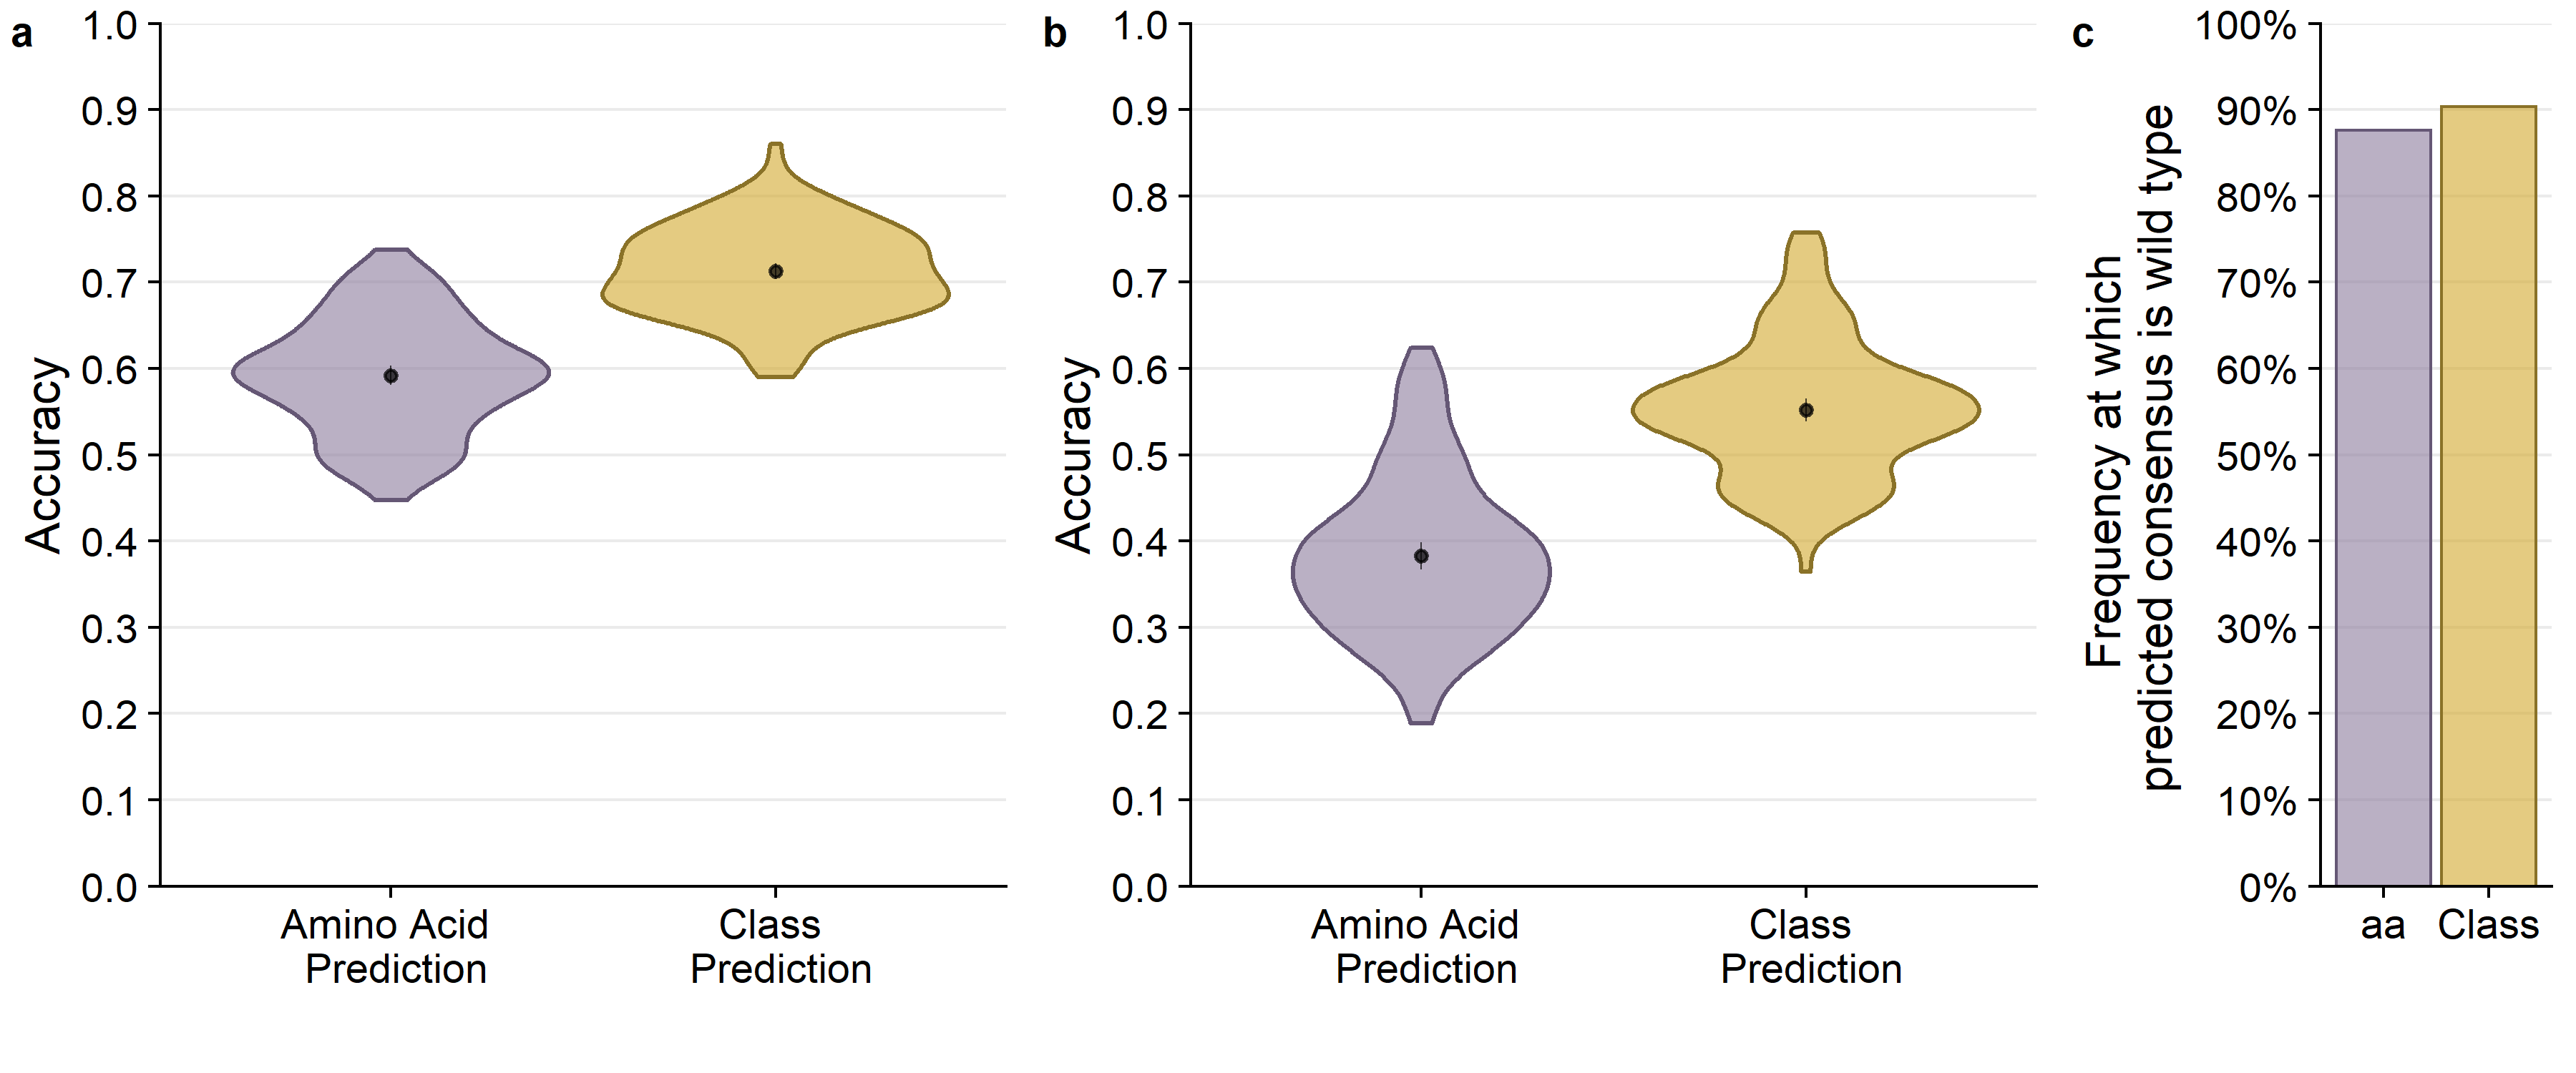 a
1.0
0.9
0.8
0.7
0.6
0.5
0.4
0.3
0.2
0.1
0.0
Accuracy
Amino Acid
Prediction
Class
Prediction
b
1.0
0.9
0.8
0.7
0.6
0.5
0.4
0.3
0.2
0.1
0.0
Accuracy
Amino Acid
Prediction
Class
Prediction
c
100%
90%
80%
70%
60%
50%
40%
30%
20%
10%
0%
Frequency at which
predicted consensus is wild type
aa
Class